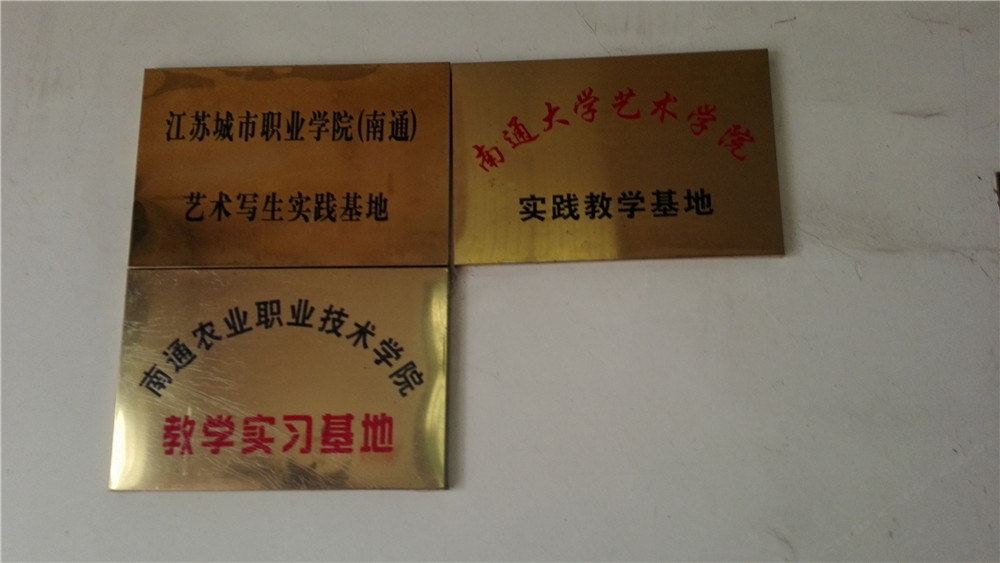 江苏城市职业学院(南通)
艺术写生实践基地
南通大学艺术学院
实践教学基地
南通农业职业技术学院
教学实习基地